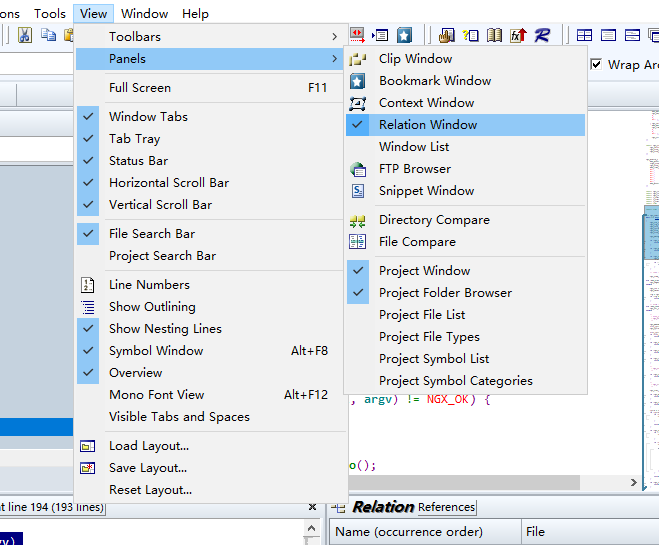 ons Tools View Window Help
Toolbars
Panels
Full Screen F11
Window Tabs
Tab Tray
Status Bar
Horizontal Scroll Bar
Vertical Scroll Bar
File Search Bar
Project Search Bar
Line Numbers
Show Outlining
Show Nesting Lines
Symbol Window Alt+F8
Overview
Mono Font View Alt+F12
Visible Tabs and Spaces
Load Layout...
Save Layout...
Reset Layout...
Clip Window
Bookmark Window
Context Window
Relation Window
Window List
FTP Browser
Snippet Window
Directory Compare
File Compare
Project Window
Project Folder Browser
Project File List
Project File Types
Project Symbol List
Project Symbol Categories
Wrap Aro
, argv) != NGX_OK) {
o();
at line 194 (193 lines)
Relation References
Name (occurrence order) File
vv)